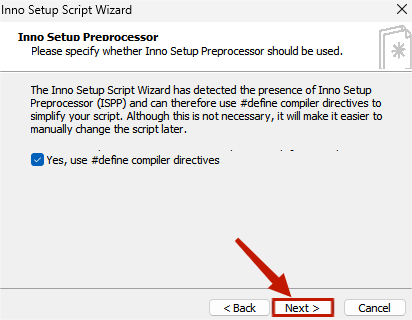 Inno Setup Script Wizard
Inno Setup Preprocessor
Please specify whether Inno Setup Preprocessor should be used.
The Inno Setup Script Wizard has detected the presence of Inno Setup
Preprocessor (ISPP) and can therefore use #define compiler directives to
simplify your script. Although this is not necessary, it will make it easier to
manually change the script later.
Yes, use #define compiler directives
< Back
Next >
Cancel